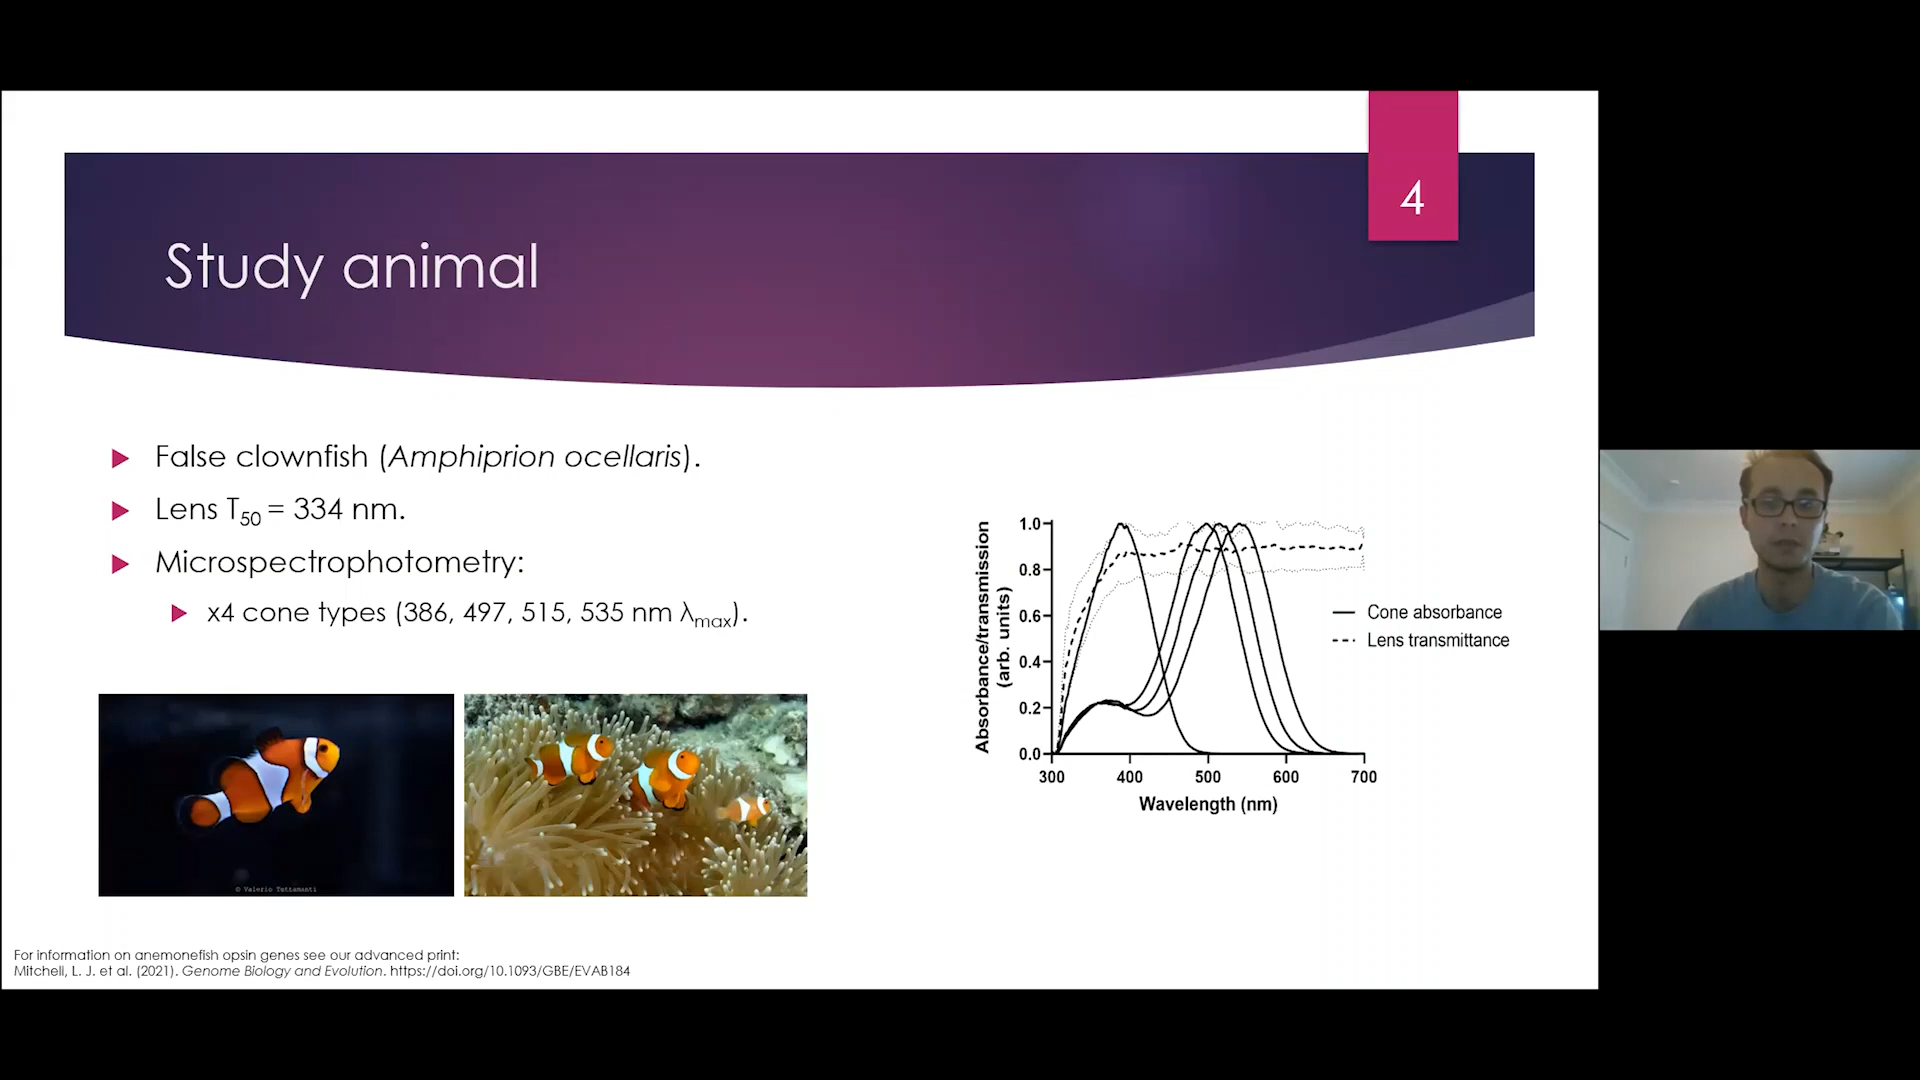 4
Study animal
False clownfish (Amphiprion ocellaris).
Lens T50 = 334 nm.
Microspectrophotometry:
x4 cone types (386, 497, 515, 535 nm λmax).
Absorbance/transmission
(arb. units)
1.0
0.8
0.6
0.4
0.2
0.0
300 400 500 600 700
Wavelength (nm)
Cone absorbance
Lens transmittance
© Valerio Tettamanti
For information on anemonefish opsin genes see our advanced print:
Mitchell, L. J. et al. (2021). Genome Biology and Evolution. https://doi.org/10.1093/GBE/EVAB184